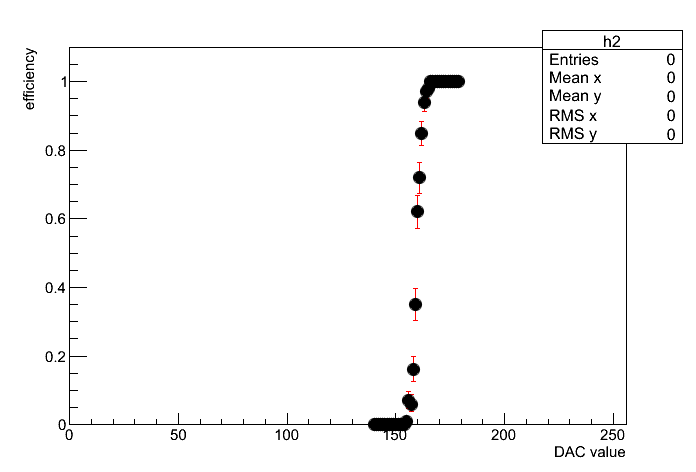 h2
Entries 0
Mean x 0
Mean y 0
RMS x 0
RMS y 0
efficiency
1
0.8
0.6
0.4
0.2
0
0 50 100 150 200 250
DAC value